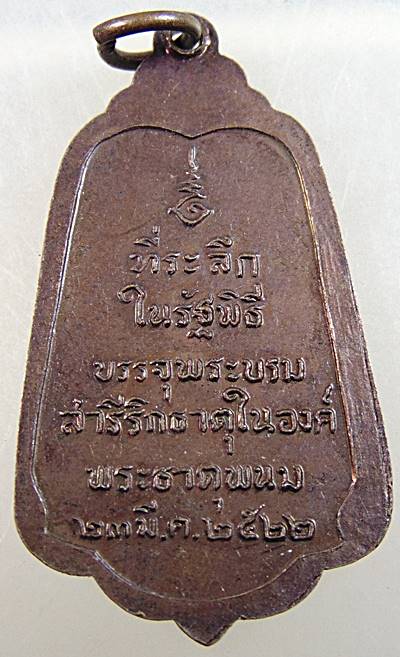 ที่ระลึก
ในรัฐพิธี
บรรจุพระบรม
สารีริกธาตุในองค์
พระธาตุพนม
๒๓ มี.ค.๒๕๒๒